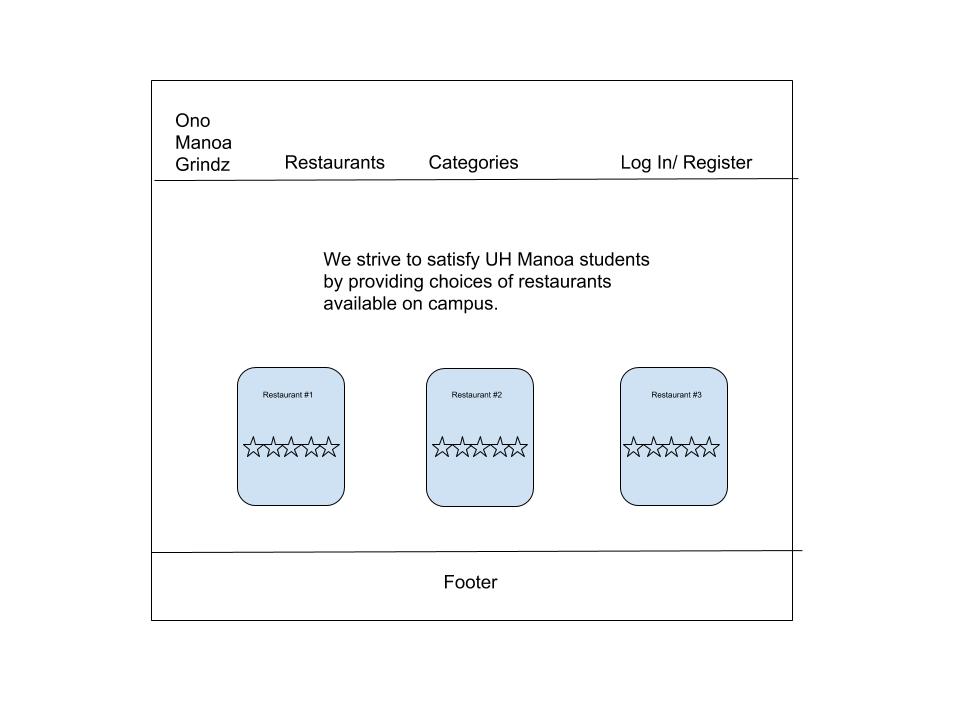 Ono
Manoa
Grindz
Restaurants
Categories
Log In/ Register
We strive to satisfy UH Manoa students
by providing choices of restaurants
available on campus.
Restaurant #1
Restaurant #2
Restaurant #3
Footer